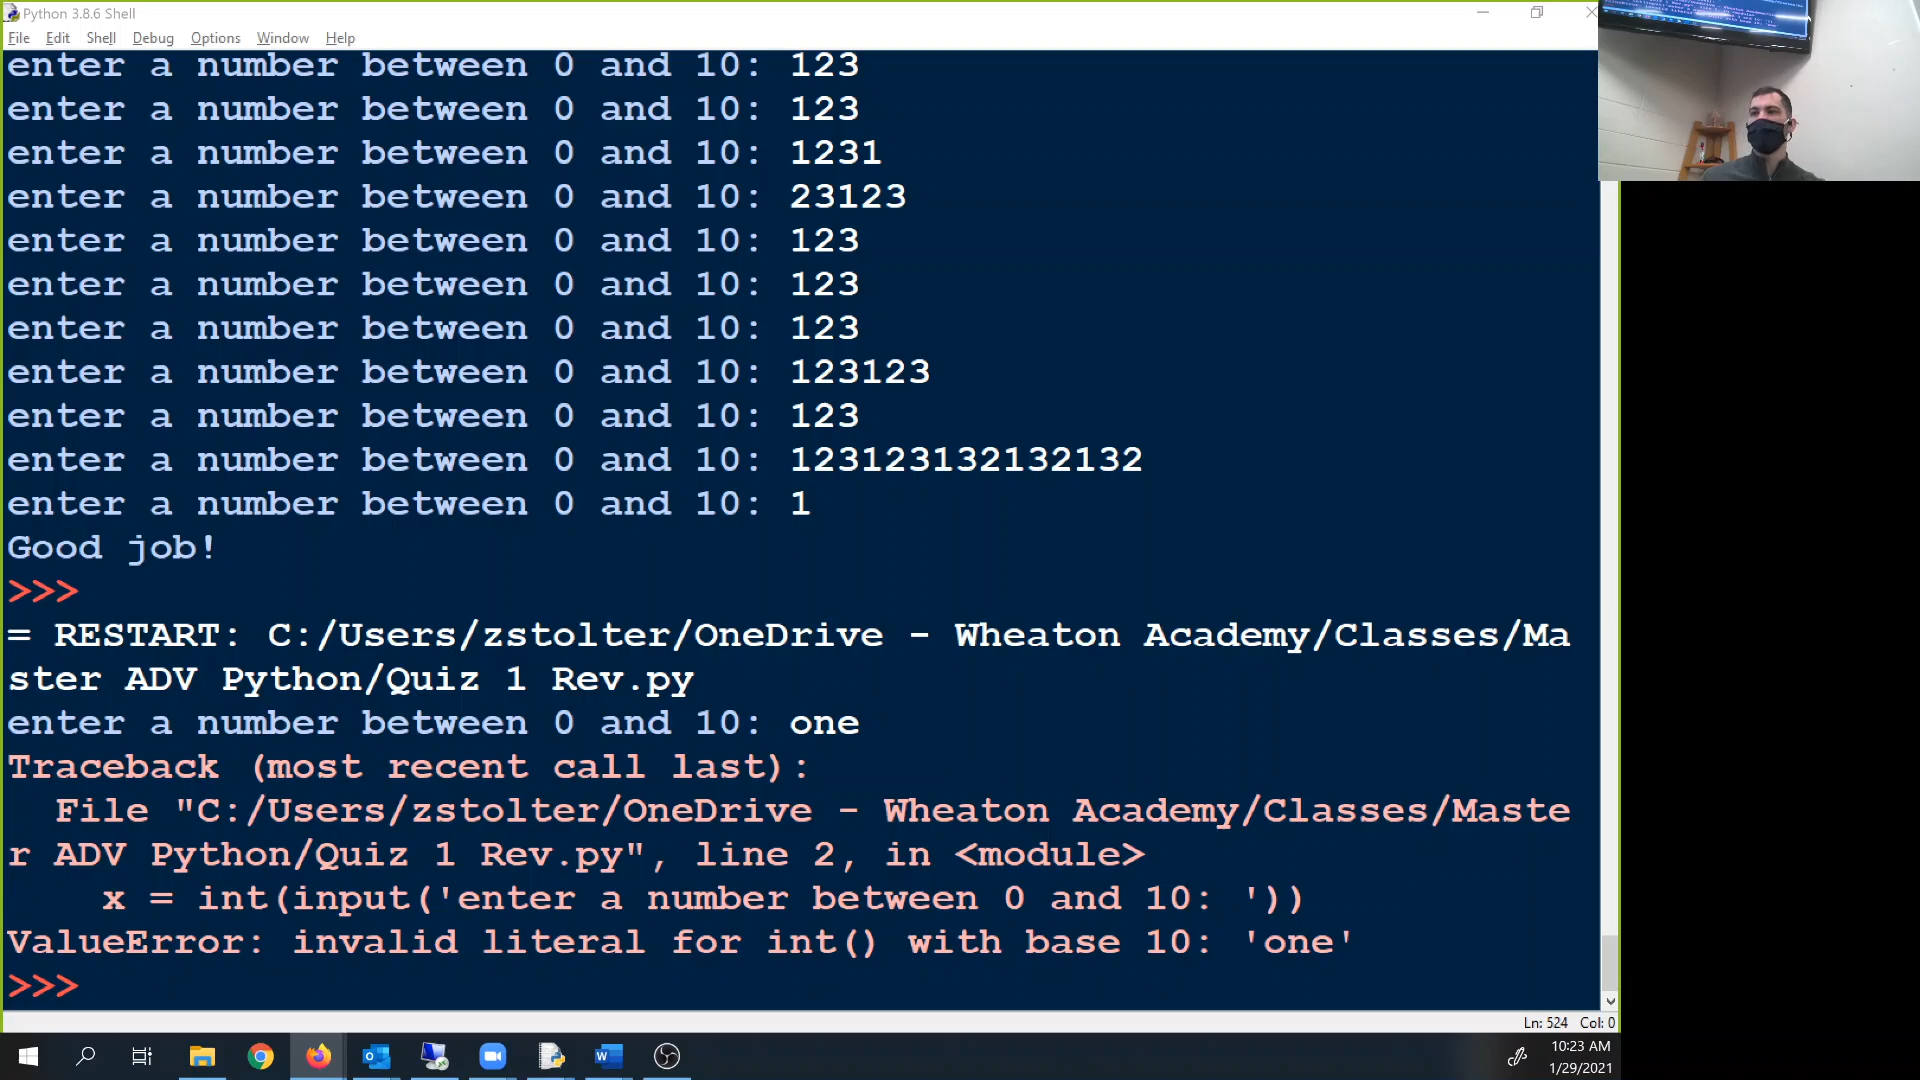 Python 3.8.6 Shell
File Edit Shell Debug Options Window Help
enter a number between 0 and 10: 123
enter a number between 0 and 10: 123
enter a number between 0 and 10: 1231
enter a number between 0 and 10: 23123
enter a number between 0 and 10: 123
enter a number between 0 and 10: 123
enter a number between 0 and 10: 123
enter a number between 0 and 10: 123123
enter a number between 0 and 10: 123
enter a number between 0 and 10: 123123132132132
enter a number between 0 and 10: 1
Good job!
>>>
= RESTART: C:/Users/zstolter/OneDrive - Wheaton Academy/Classes/Ma
ster ADV Python/Quiz 1 Rev.py
enter a number between 0 and 10: one
Traceback (most recent call last):
  File "C:/Users/zstolter/OneDrive - Wheaton Academy/Classes/Maste
r ADV Python/Quiz 1 Rev.py", line 2, in <module>
    x = int(input('enter a number between 0 and 10: '))
ValueError: invalid literal for int() with base 10: 'one'
>>>
Ln: 524 Col: 0
10:23 AM
1/29/2021